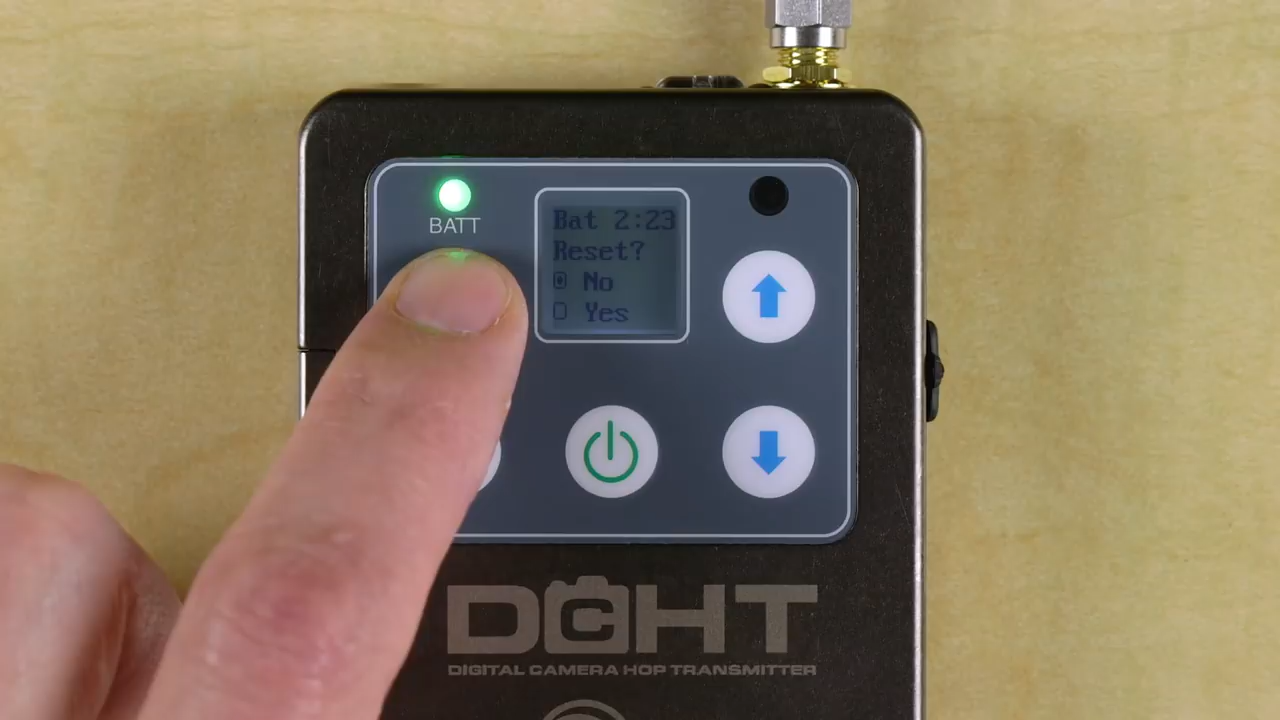 BATT
Bat 2:23
Reset?
No
Yes
DCHT
DIGITAL CAMERA HOP TRANSMITTER